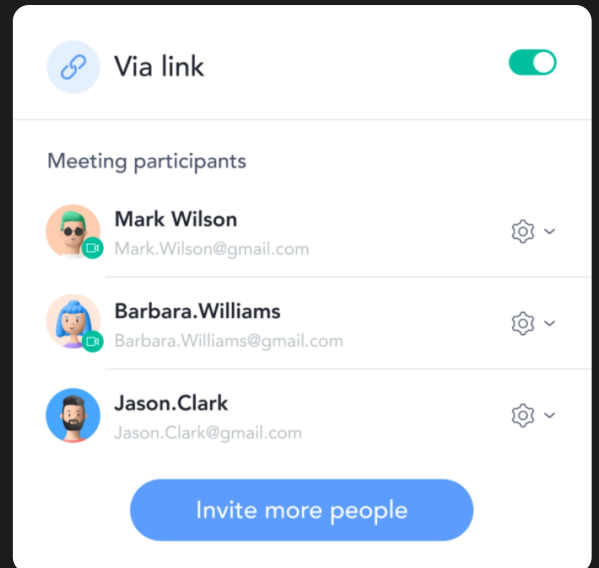 Via link
Meeting participants
Mark Wilson
Mark.Wilson@gmail.com
Barbara.Williams
Barbara.Williams@gmail.com
Jason.Clark
Jason.Clark@gmail.com
Invite more people